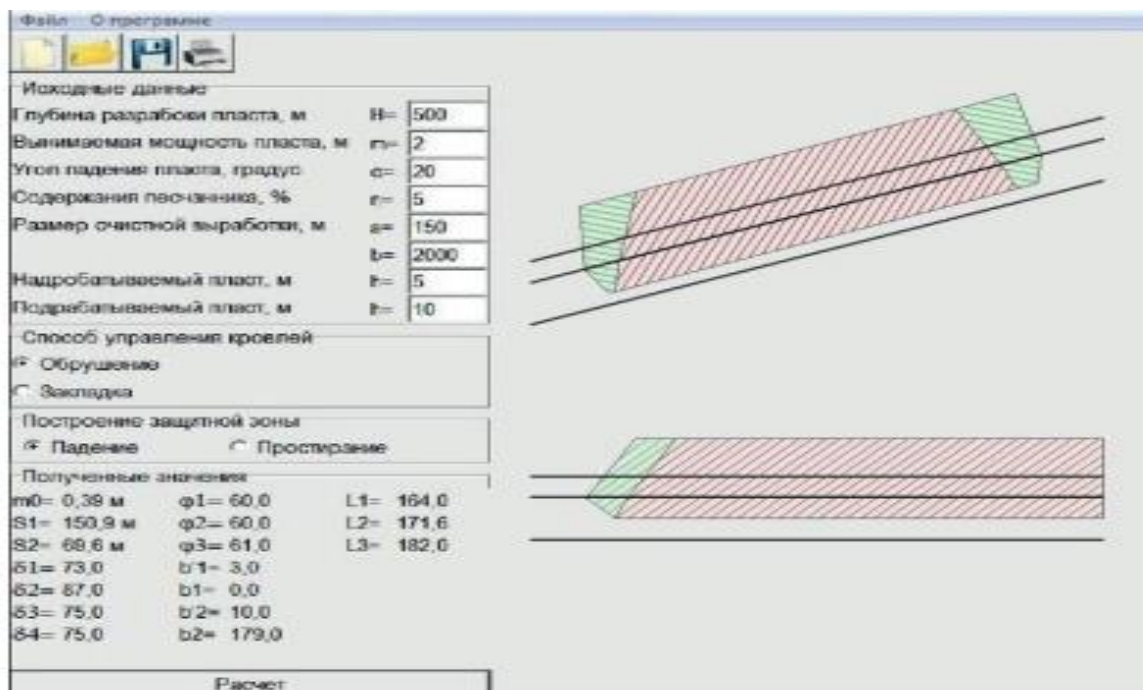 Файл О программе
Исходные данные
Глубина разрабоки пласта, м H= 500
Вынимаемая мощность пласта, м m= 2
Угол падения пласта, градус α= 20
Содержания песчанника, % n= 5
Размер очистной выработки, м a= 150
b= 2000
Надробатываемый пласт, м h= 5
Подрабатываемый пласт, м h= 10
Способ управления кровлей
Обрушение
Закладка
Построение защитной зоны
Падение Простирание
Полученные значения
m0= 0,39 м φ1= 60,0 L1= 164,0
S1= 150,9 м φ2= 60,0 L2= 171,6
S2= 69,6 м φ3= 61,0 L3= 182,0
δ1= 73,0 b'1= 3,0
δ2= 87,0 b1= 0,0
δ3= 75,0 b'2= 10,0
δ4= 75,0 b2= 179,0
Расчет